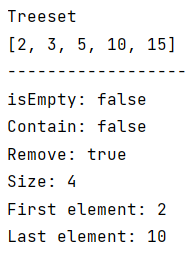 Treeset
[2, 3, 5, 10, 15]
-----------------
isEmpty: false
Contain: false
Remove: true
Size: 4
First element: 2
Last element: 10